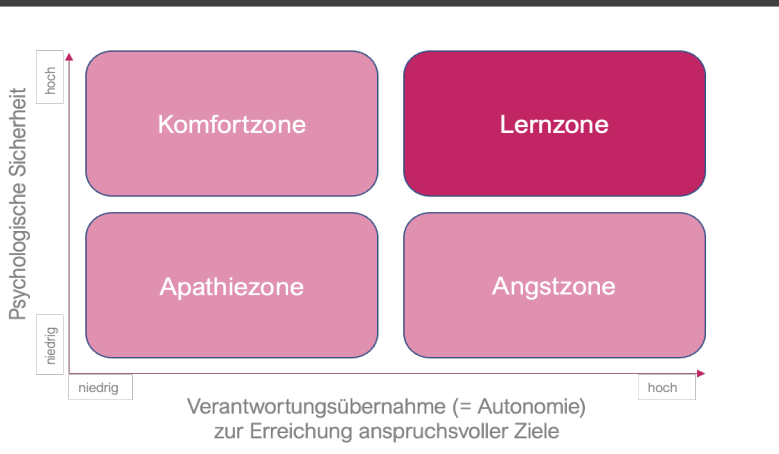 hoch
Psychologische Sicherheit
niedrig
Komfortzone
Lernzone
Apathiezone
Angstzone
niedrig
hoch
Verantwortungsübernahme (= Autonomie)
zur Erreichung anspruchsvoller Ziele